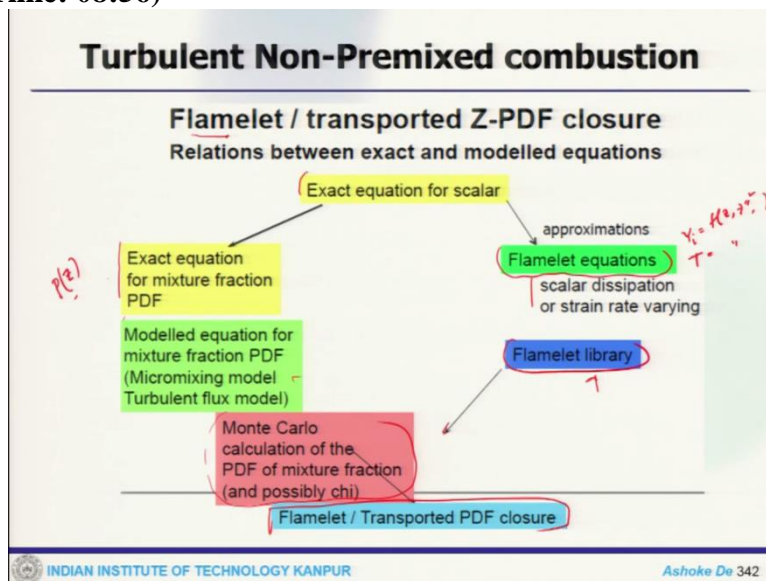 Turbulent Non-Premixed combustion
Flamelet / transported Z-PDF closure
Relations between exact and modelled equations
Exact equation for scalar
approximations
Exact equation
for mixture fraction
PDF
p(z)
Flamelet equations
scalar dissipation
or strain rate varying
Modelled equation for
mixture fraction PDF
(Micromixing model
Turbulent flux model)
Flamelet library
Monte Carlo
calculation of the
PDF of mixture fraction
(and possibly chi)
Flamelet / Transported PDF closure
INDIAN INSTITUTE OF TECHNOLOGY KANPUR
Ashoke De 342